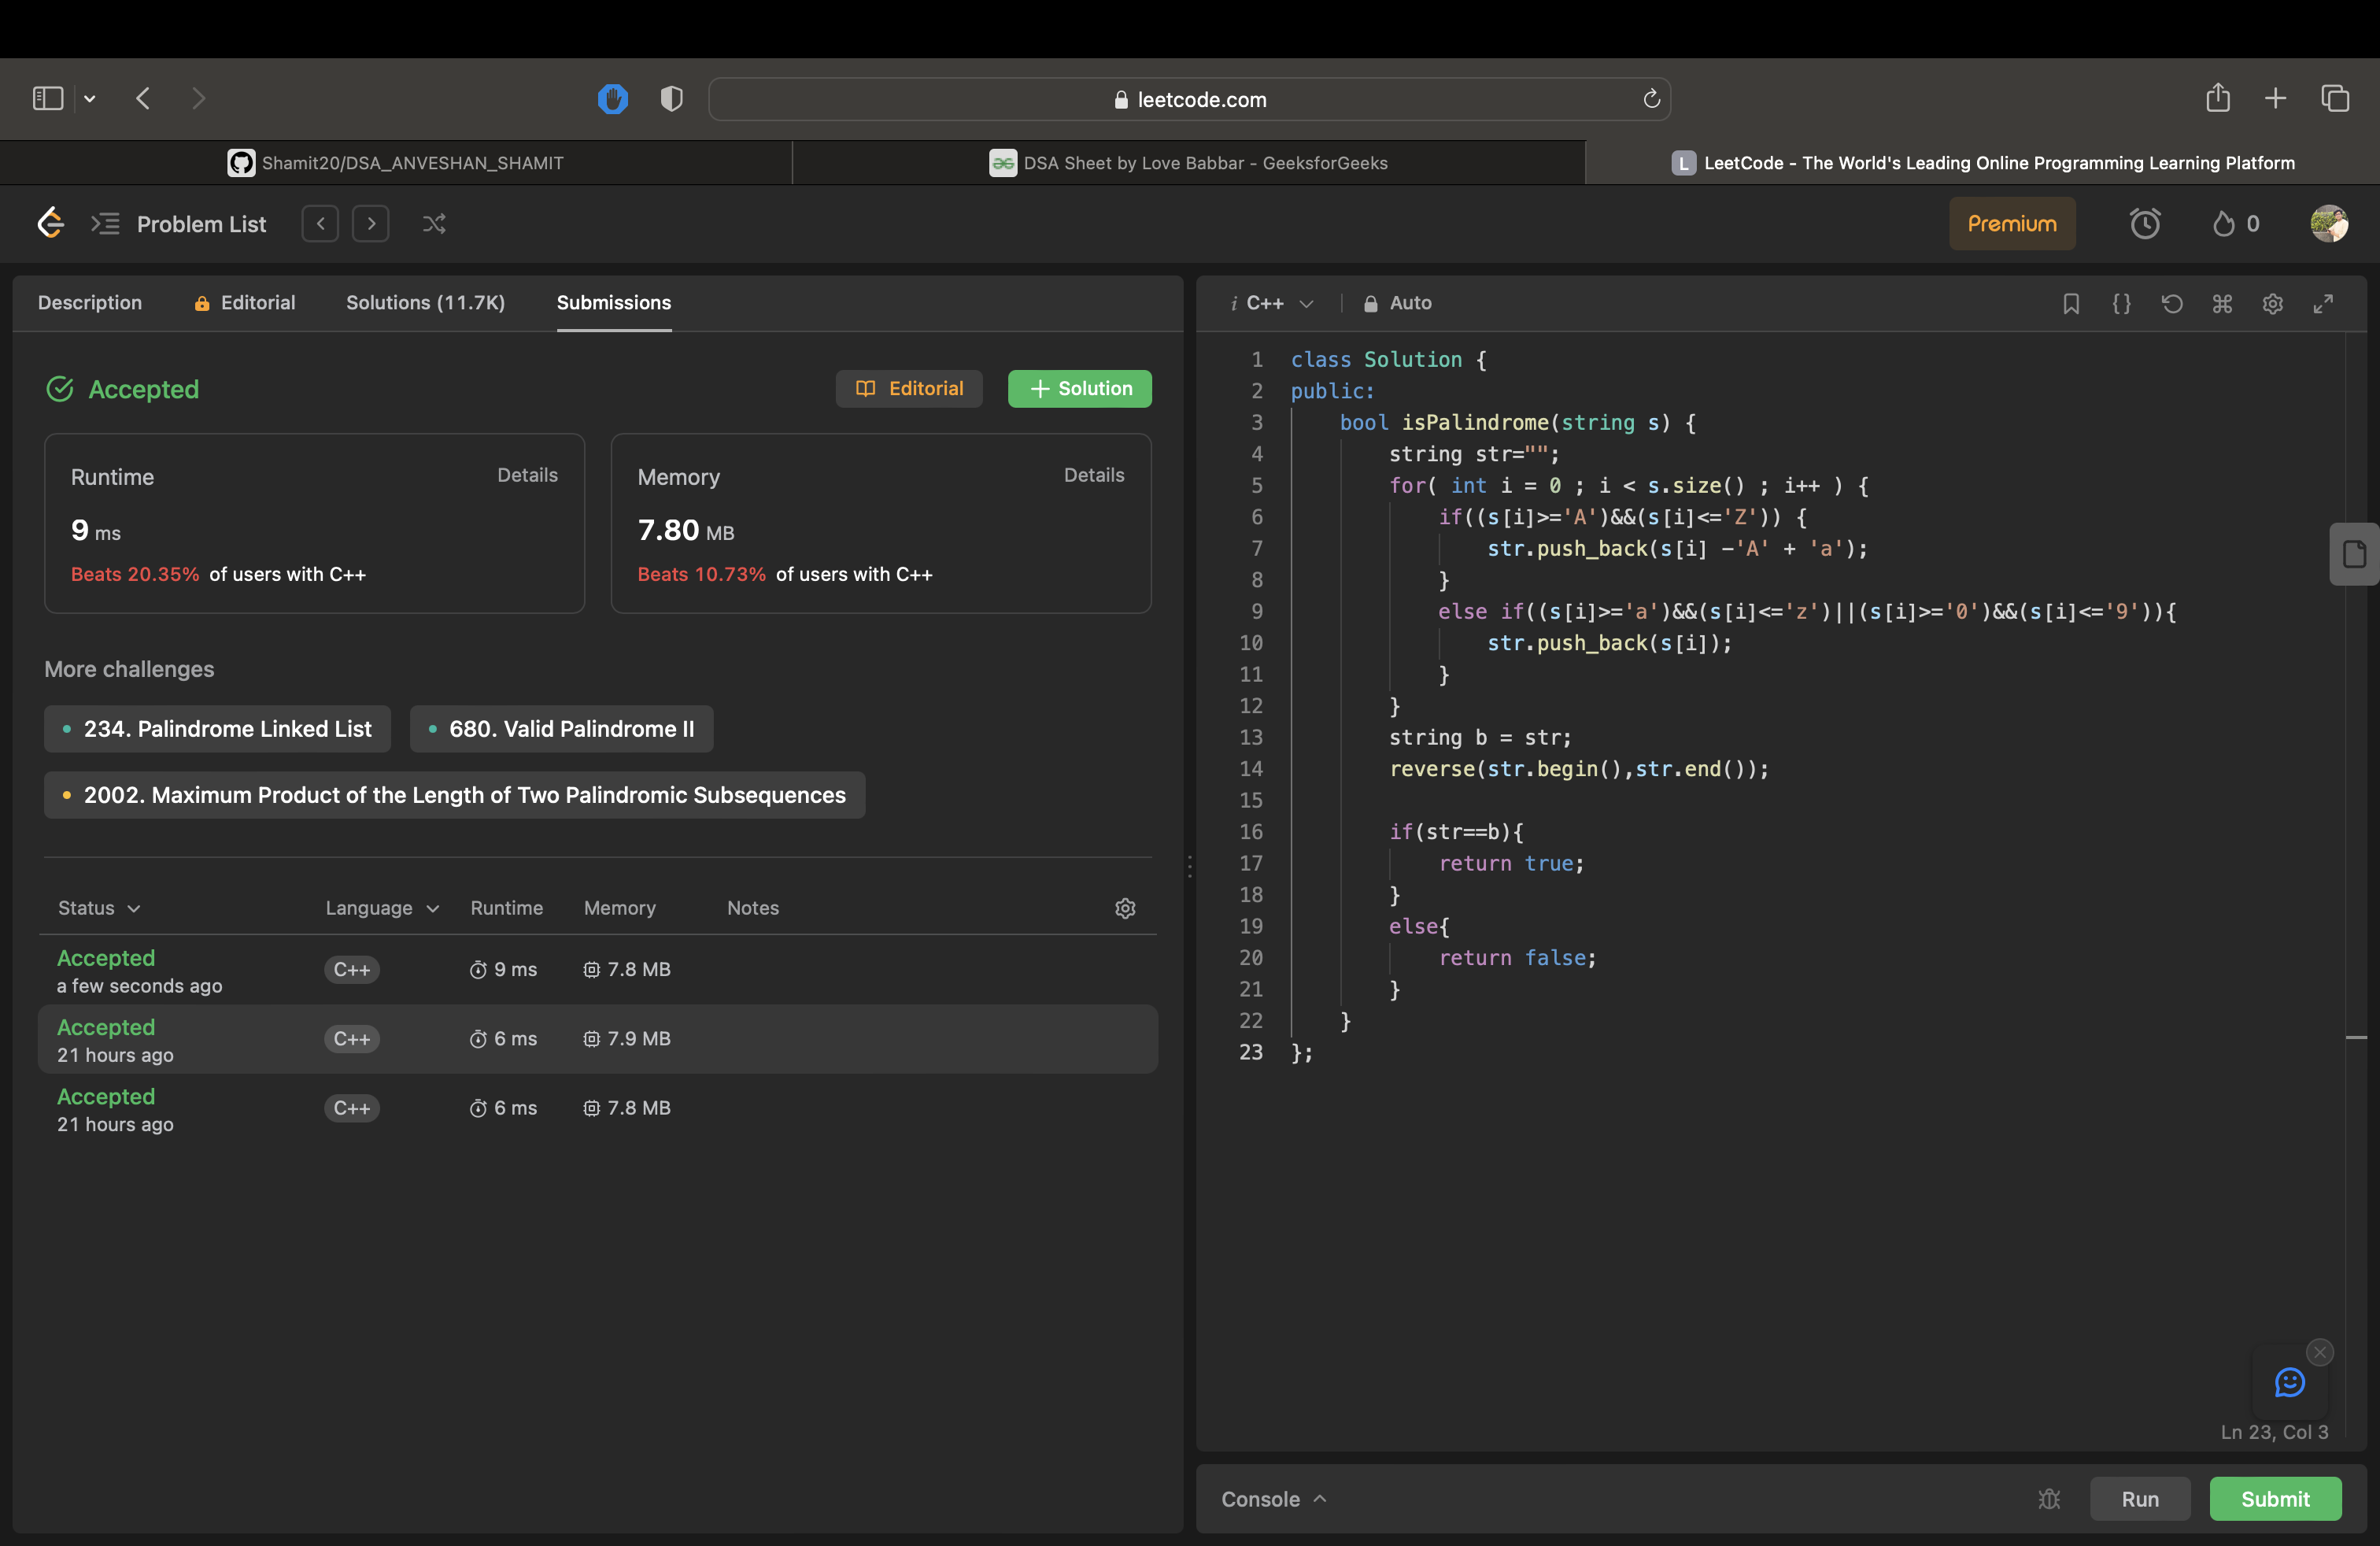 leetcode.com
Shamit20/DSA_ANVESHAN_SHAMIT
DSA Sheet by Love Babbar - GeeksforGeeks
L LeetCode - The World's Leading Online Programming Learning Platform
Problem List
Premium
0
Description
Editorial
Solutions (11.7K)
Submissions
Accepted
Editorial
Solution
Runtime
Details
9 ms
Beats 20.35% of users with C++
Memory
Details
7.80 MB
Beats 10.73% of users with C++
More challenges
234. Palindrome Linked List
680. Valid Palindrome II
2002. Maximum Product of the Length of Two Palindromic Subsequences
Status Language Runtime Memory Notes
Accepted
a few seconds ago
C++ 9 ms 7.8 MB
Accepted
21 hours ago
C++ 6 ms 7.9 MB
Accepted
21 hours ago
C++ 6 ms 7.8 MB
i C++
Auto
1 class Solution {
2 public:
3     bool isPalindrome(string s) {
4         string str="";
5         for( int i = 0 ; i < s.size() ; i++ ) {
6             if((s[i]>='A')&&(s[i]<='Z')) {
7                 str.push_back(s[i] -'A' + 'a');
8             }
9             else if((s[i]>='a')&&(s[i]<='z')||(s[i]>='0')&&(s[i]<='9')){
10                 str.push_back(s[i]);
11             }
12         }
13         string b = str;
14         reverse(str.begin(),str.end());
15
16         if(str==b){
17             return true;
18         }
19         else{
20             return false;
21         }
22     }
23 };
Ln 23, Col 3
Console
Run
Submit